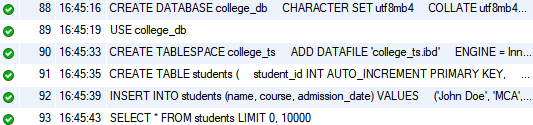 88 16:45:16 CREATE DATABASE college_db CHARACTER SET utf8mb4 COLLATE utf8mb4...
89 16:45:19 USE college_db
90 16:45:33 CREATE TABLESPACE college_ts ADD DATAFILE 'college_ts.ibd' ENGINE = Inn...
91 16:45:35 CREATE TABLE students ( student_id INT AUTO_INCREMENT PRIMARY KEY, ...
92 16:45:39 INSERT INTO students (name, course, admission_date) VALUES ('John Doe', 'MCA',...
93 16:45:43 SELECT * FROM students LIMIT 0, 10000